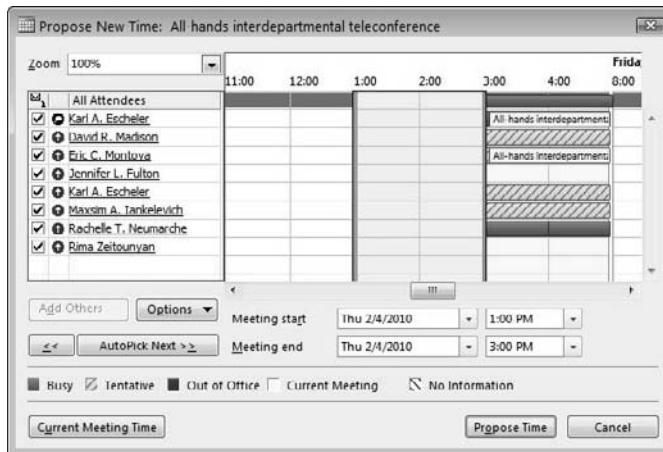 Propose New Time: All-hands interdepartmental teleconference
Zoom 100%
Frida
11:00 12:00 1:00 2:00 3:00 4:00 8:00
All Attendees
Karl A. Escheler
All-hands interdepartment
David R. Madison
Eric C. Montoya
All-hands interdepartment
Jennifer L. Fulton
Karl A. Escheler
Maxsim A. Iankelevich
Rachelle T. Neumarche
Rima Zeitounyan
Add Others Options
Meeting start Thu 2/4/2010 1:00 PM
<< AutoPick Next >> Meeting end Thu 2/4/2010 3:00 PM
Busy Tentative Out of Office Current Meeting No Information
Current Meeting Time Propose Time Cancel